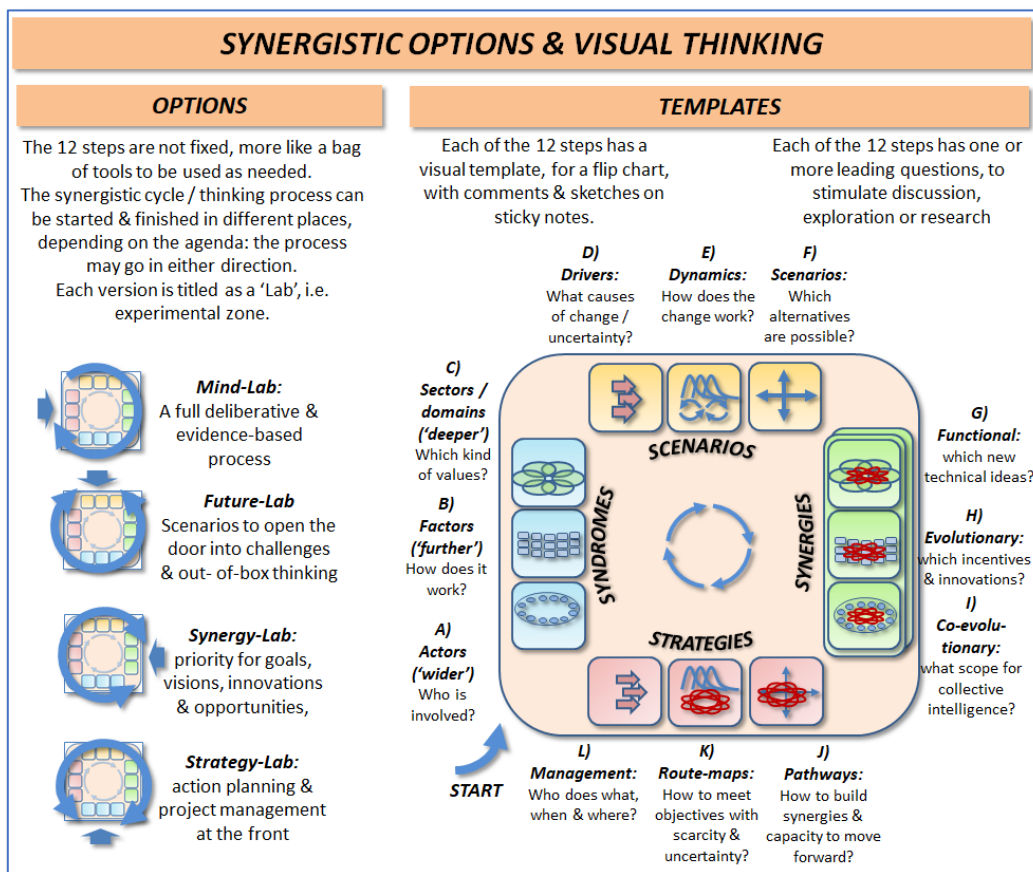 SYNERGISTIC OPTIONS & VISUAL THINKING
OPTIONS
The 12 steps are not fixed, more like a bag
of tools to be used as needed.
The synergistic cycle / thinking process can
be started & finished in different places,
depending on the agenda: the process
may go in either direction.
Each version is titled as a ‘Lab’, i.e.
experimental zone.
Mind-Lab:
A full deliberative &
evidence-based
process
Future-Lab
Scenarios to open the
door into challenges
& out- of-box thinking
Synergy-Lab:
priority for goals,
visions, innovations
& opportunities,
Strategy-Lab:
action planning &
project management
at the front
TEMPLATES
Each of the 12 steps has a
visual template, for a flip chart,
with comments & sketches on
sticky notes.
Each of the 12 steps has one or
more leading questions, to
stimulate discussion,
exploration or research
D)
Drivers:
What causes
of change /
uncertainty?
E)
Dynamics:
How does the
change work?
F)
Scenarios:
Which
alternatives
are possible?
C)
Sectors /
domains
(‘deeper’)
Which kind
of values?
B)
Factors
(‘further’)
How does it
work?
A)
Actors
(‘wider’)
Who is
involved?
SCENARIOS
SYNDROMES
SYNERGIES
STRATEGIES
G)
Functional:
which new
technical ideas?
H)
Evolutionary:
which incentives
& innovations?
I)
Co-evolu-
tionary:
what scope for
collective
intelligence?
START
L)
Management:
Who does what,
when & where?
K)
Route-maps:
How to meet
objectives with
scarcity &
uncertainty?
J)
Pathways:
How to build
synergies &
capacity to move
forward?